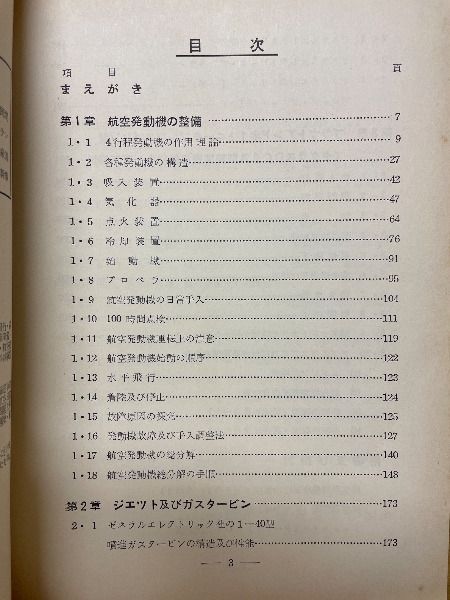 目次
項目 頁
まえがき
第1章 航空発動機の整備 7
1・1 4行程発動機の作用理論 9
1・2 各種発動機の構造 27
1・3 吸入装置 42
1・4 気化器 47
1・5 点火装置 64
1・6 冷却装置 76
1・7 始動機 91
1・8 プロペラ 95
1・9 航空発動機の日常手入 104
1・10 100時間点検 111
1・11 航空発動機運転上の注意 119
1・12 航空発動機始動の順序 122
1・13 水平飛行 123
1・14 着陸及び停止 124
1・15 故障原因の探究 125
1・16 発動機故障及び手入調整法 127
1・17 航空発動機の総分解 140
1・18 航空発動機総分解の手順 148
第2章 ジエツト及びガスタービン 173
2・1 ゼネラルエレクトリック社の1—40型
噴進ガスタービンの構造及び性能 173
— 3 —